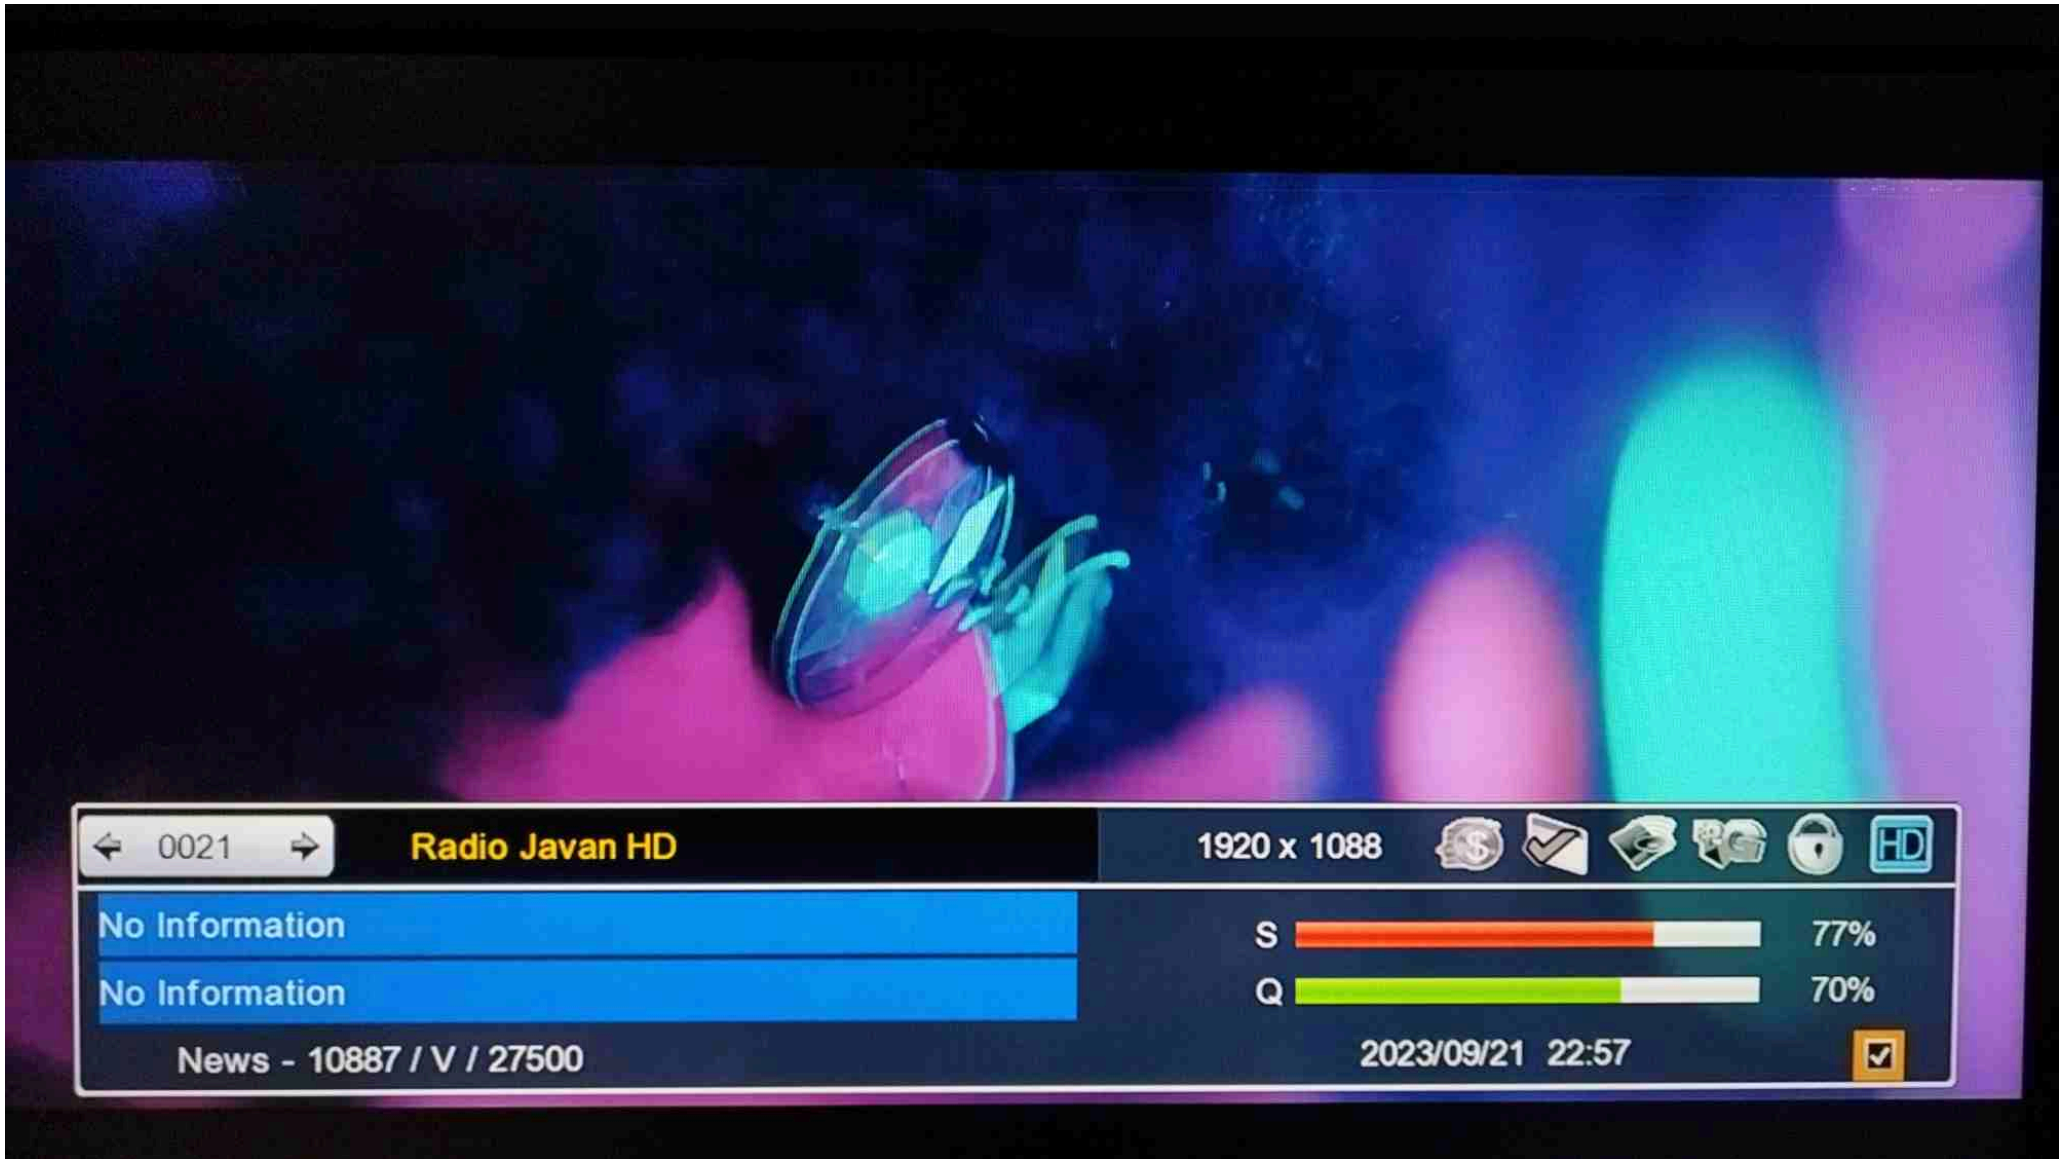 0021 Radio Javan HD 1920 x 1088 HD
No Information S 77%
No Information Q 70%
News - 10887 / V / 27500 2023/09/21 22:57